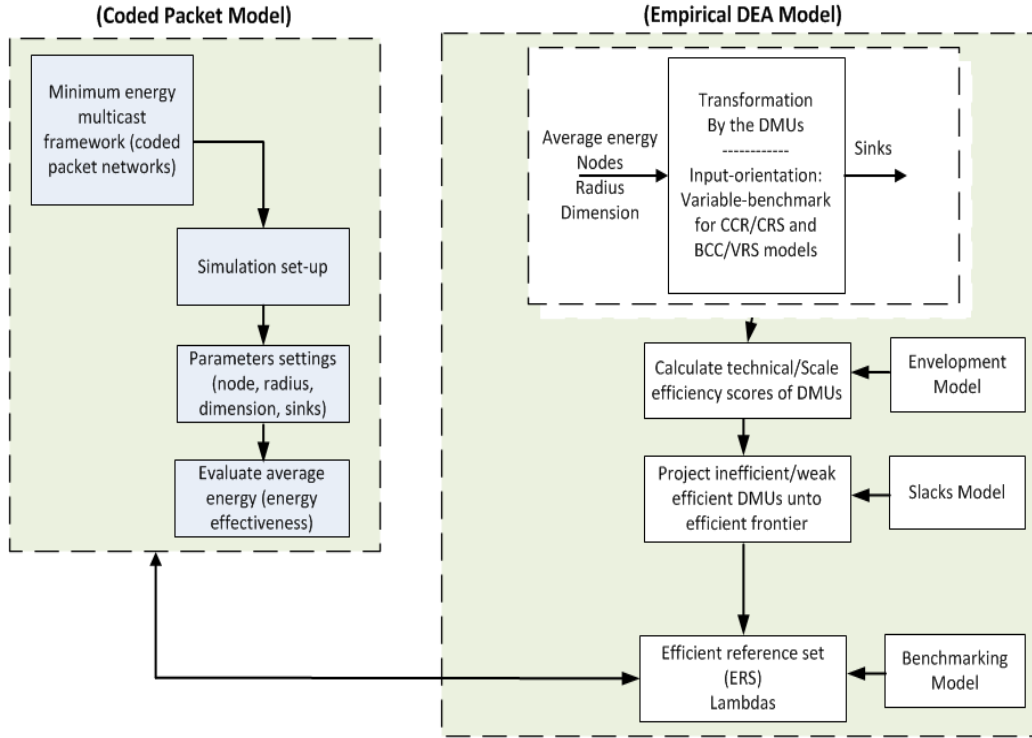 (Coded Packet Model)
Minimum energy
multicast
framework (coded
packet networks)
Simulation set-up
Parameters settings
(node, radius,
dimension, sinks)
Evaluate average
energy (energy
effectiveness)
(Empirical DEA Model)
Average energy
Nodes
Radius
Dimension
Transformation
By the DMUs
------------
Input-orientation:
Variable-benchmark
for CCR/CRS and
BCC/VRS models
Sinks
Calculate technical/Scale
efficiency scores of DMUs
Envelopment
Model
Project inefficient/weak
efficient DMUs unto
efficient frontier
Slacks Model
Efficient reference set
(ERS)
Lambdas
Benchmarking
Model